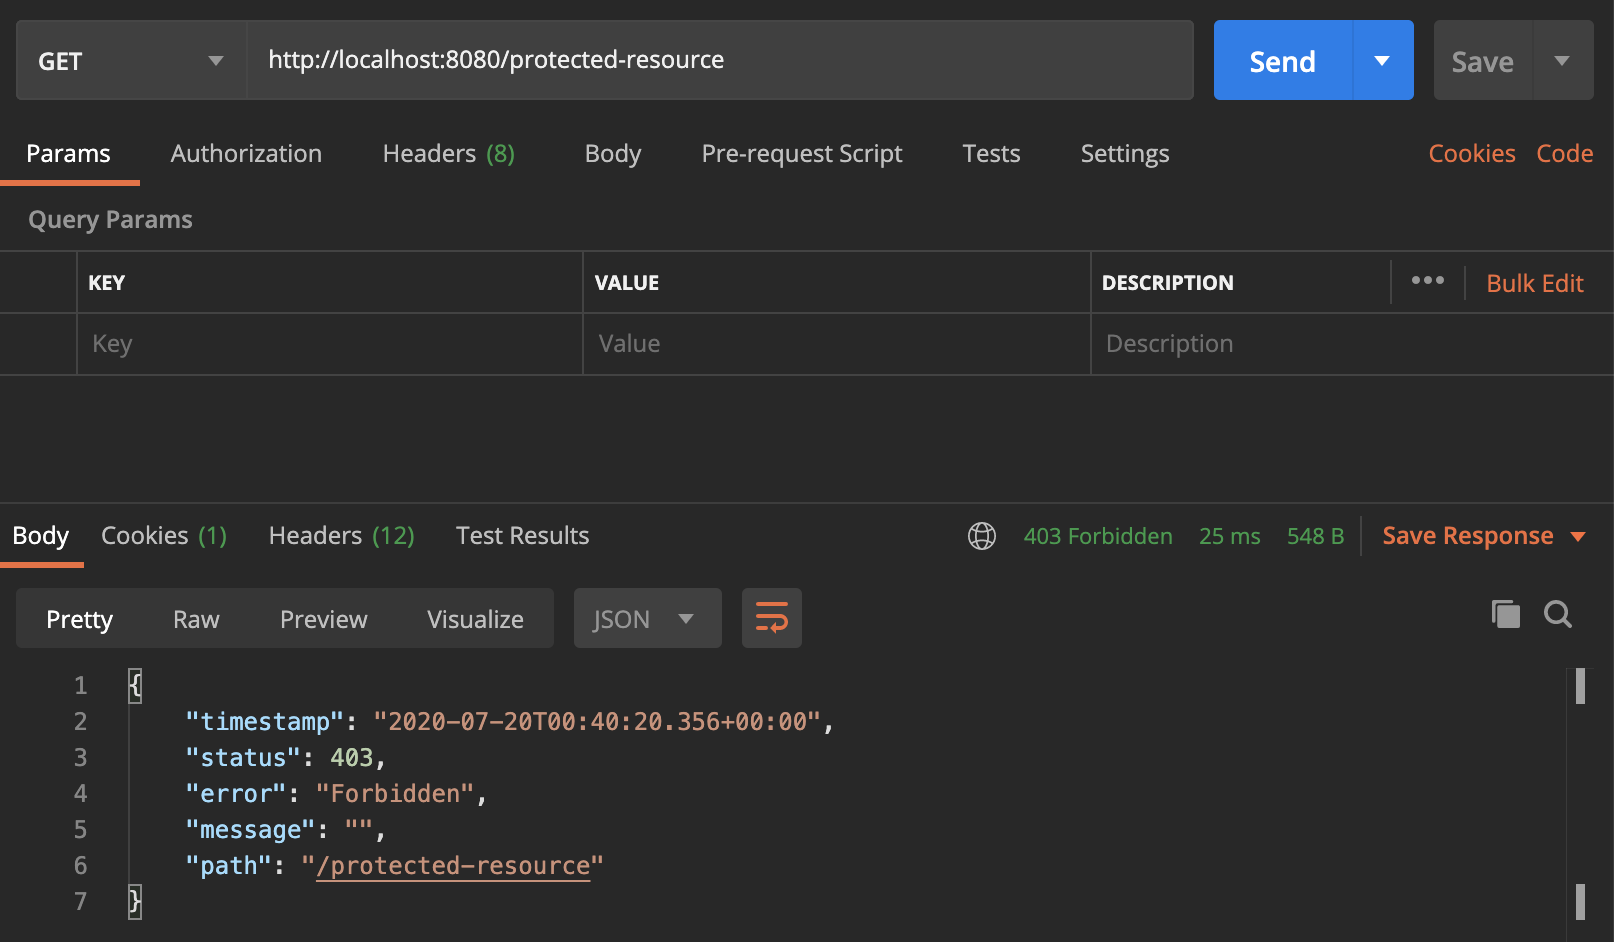 GET http://localhost:8080/protected-resource Send Save
Params Authorization Headers (8) Body Pre-request Script Tests Settings Cookies Code
Query Params
KEY VALUE DESCRIPTION ••• Bulk Edit
Key Value Description
Body Cookies (1) Headers (12) Test Results 403 Forbidden 25 ms 548 B Save Response
Pretty Raw Preview Visualize JSON
1 {
2 "timestamp": "2020-07-20T00:40:20.356+00:00",
3 "status": 403,
4 "error": "Forbidden",
5 "message": "",
6 "path": "/protected-resource"
7 }